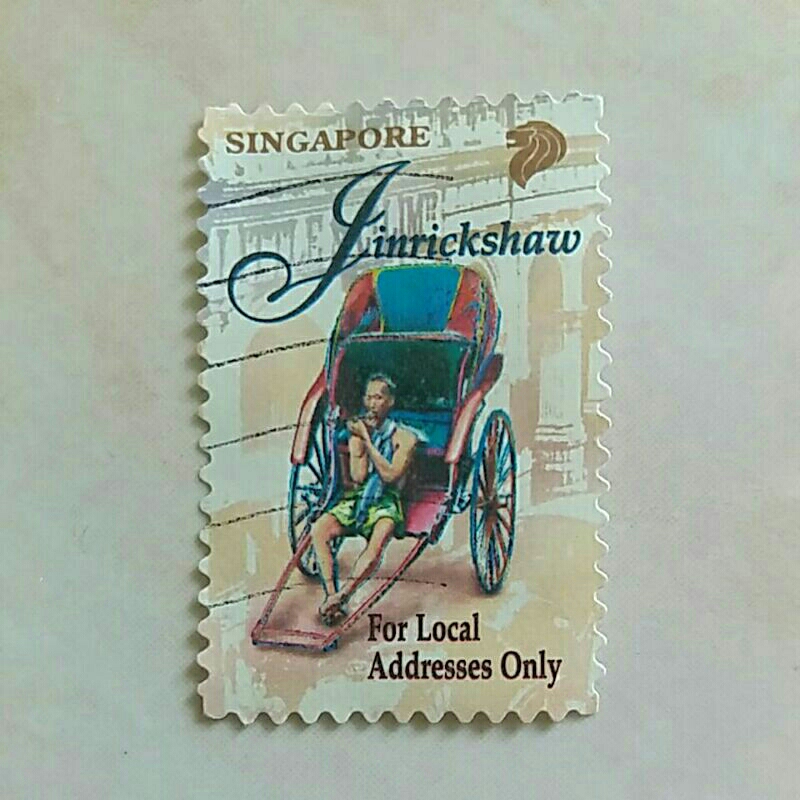 SINGAPORE
Jinrickshaw
For Local
Addresses Only